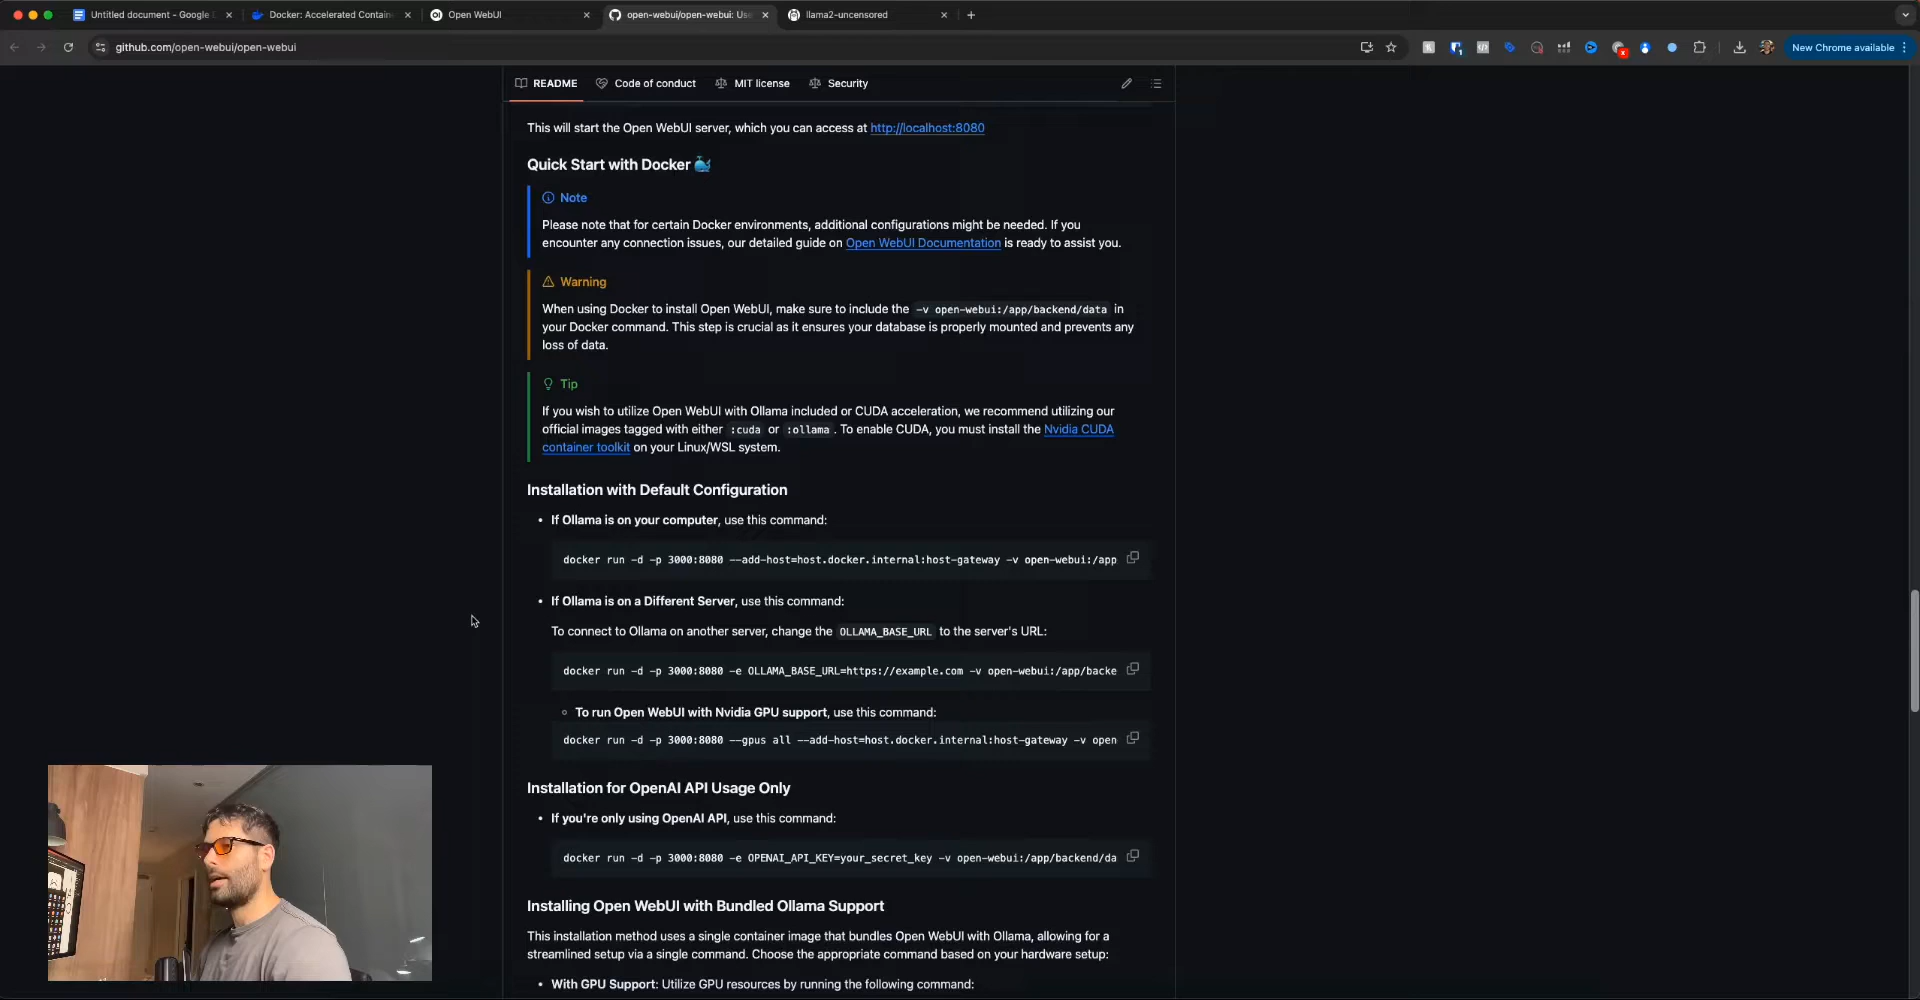 Untitled document - Google
Docker: Accelerated Contain
Open WebUI
open-webui/open-webui: Use
llama2-uncensored
github.com/open-webui/open-webui
New Chrome available
README
Code of conduct
MIT license
Security
This will start the Open WebUI server, which you can access at http://localhost:8080
Quick Start with Docker 🐳
Note
Please note that for certain Docker environments, additional configurations might be needed. If you
encounter any connection issues, our detailed guide on Open WebUI Documentation is ready to assist you.
Warning
When using Docker to install Open WebUI, make sure to include the -v open-webui:/app/backend/data in
your Docker command. This step is crucial as it ensures your database is properly mounted and prevents any
loss of data.
Tip
If you wish to utilize Open WebUI with Ollama included or CUDA acceleration, we recommend utilizing our
official images tagged with either :cuda or :ollama. To enable CUDA, you must install the Nvidia CUDA
container toolkit on your Linux/WSL system.
Installation with Default Configuration
• If Ollama is on your computer, use this command:
docker run -d -p 3000:8080 --add-host=host.docker.internal:host-gateway -v open-webui:/app
• If Ollama is on a Different Server, use this command:
To connect to Ollama on another server, change the OLLAMA_BASE_URL to the server's URL:
docker run -d -p 3000:8080 -e OLLAMA_BASE_URL=https://example.com -v open-webui:/app/backe
◦ To run Open WebUI with Nvidia GPU support, use this command:
docker run -d -p 3000:8080 --gpus all --add-host=host.docker.internal:host-gateway -v open
Installation for OpenAI API Usage Only
• If you're only using OpenAI API, use this command:
docker run -d -p 3000:8080 -e OPENAI_API_KEY=your_secret_key -v open-webui:/app/backend/da
Installing Open WebUI with Bundled Ollama Support
This installation method uses a single container image that bundles Open WebUI with Ollama, allowing for a
streamlined setup via a single command. Choose the appropriate command based on your hardware setup:
• With GPU Support: Utilize GPU resources by running the following command: